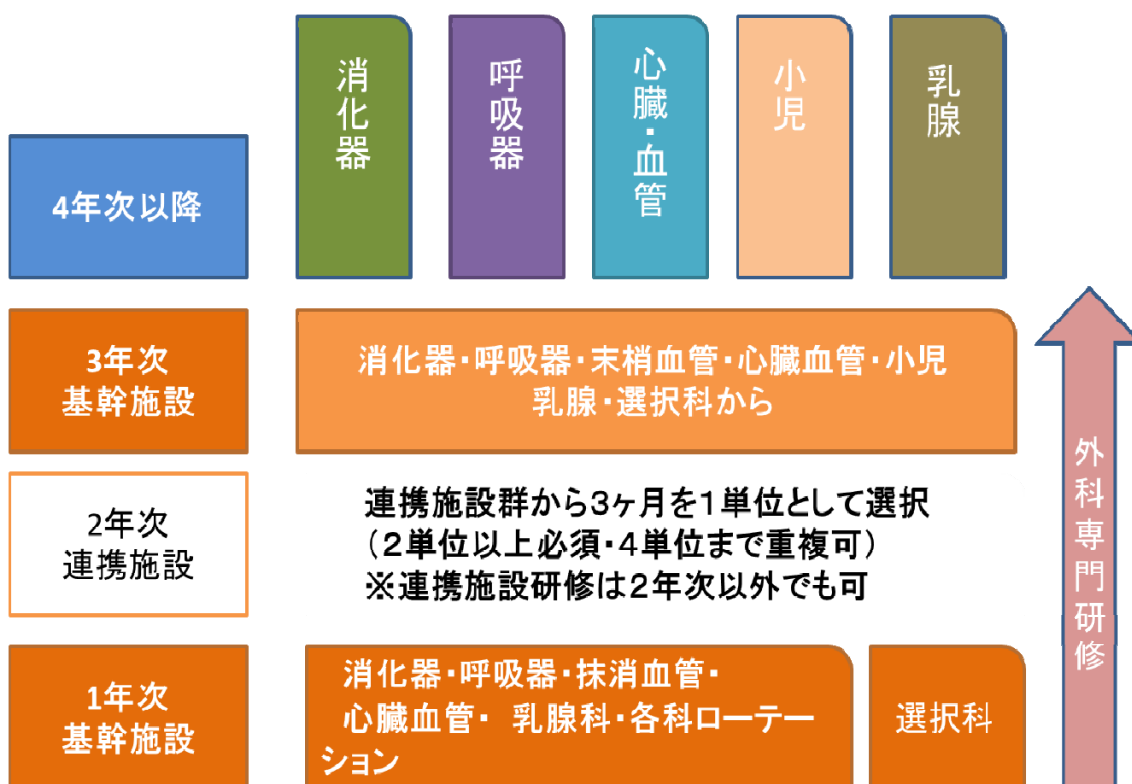 消化器
呼吸器
心臓・血管
小児
乳腺
4年次以降
3年次
基幹施設
消化器・呼吸器・末梢血管・心臓血管・小児
乳腺・選択科から
2年次
連携施設
連携施設群から3ヶ月を1単位として選択
（2単位以上必須・4単位まで重複可）
※連携施設研修は2年次以外でも可
1年次
基幹施設
消化器・呼吸器・抹消血管・
心臓血管・ 乳腺科・各科ローテー
ション
選択科
外科専門研修